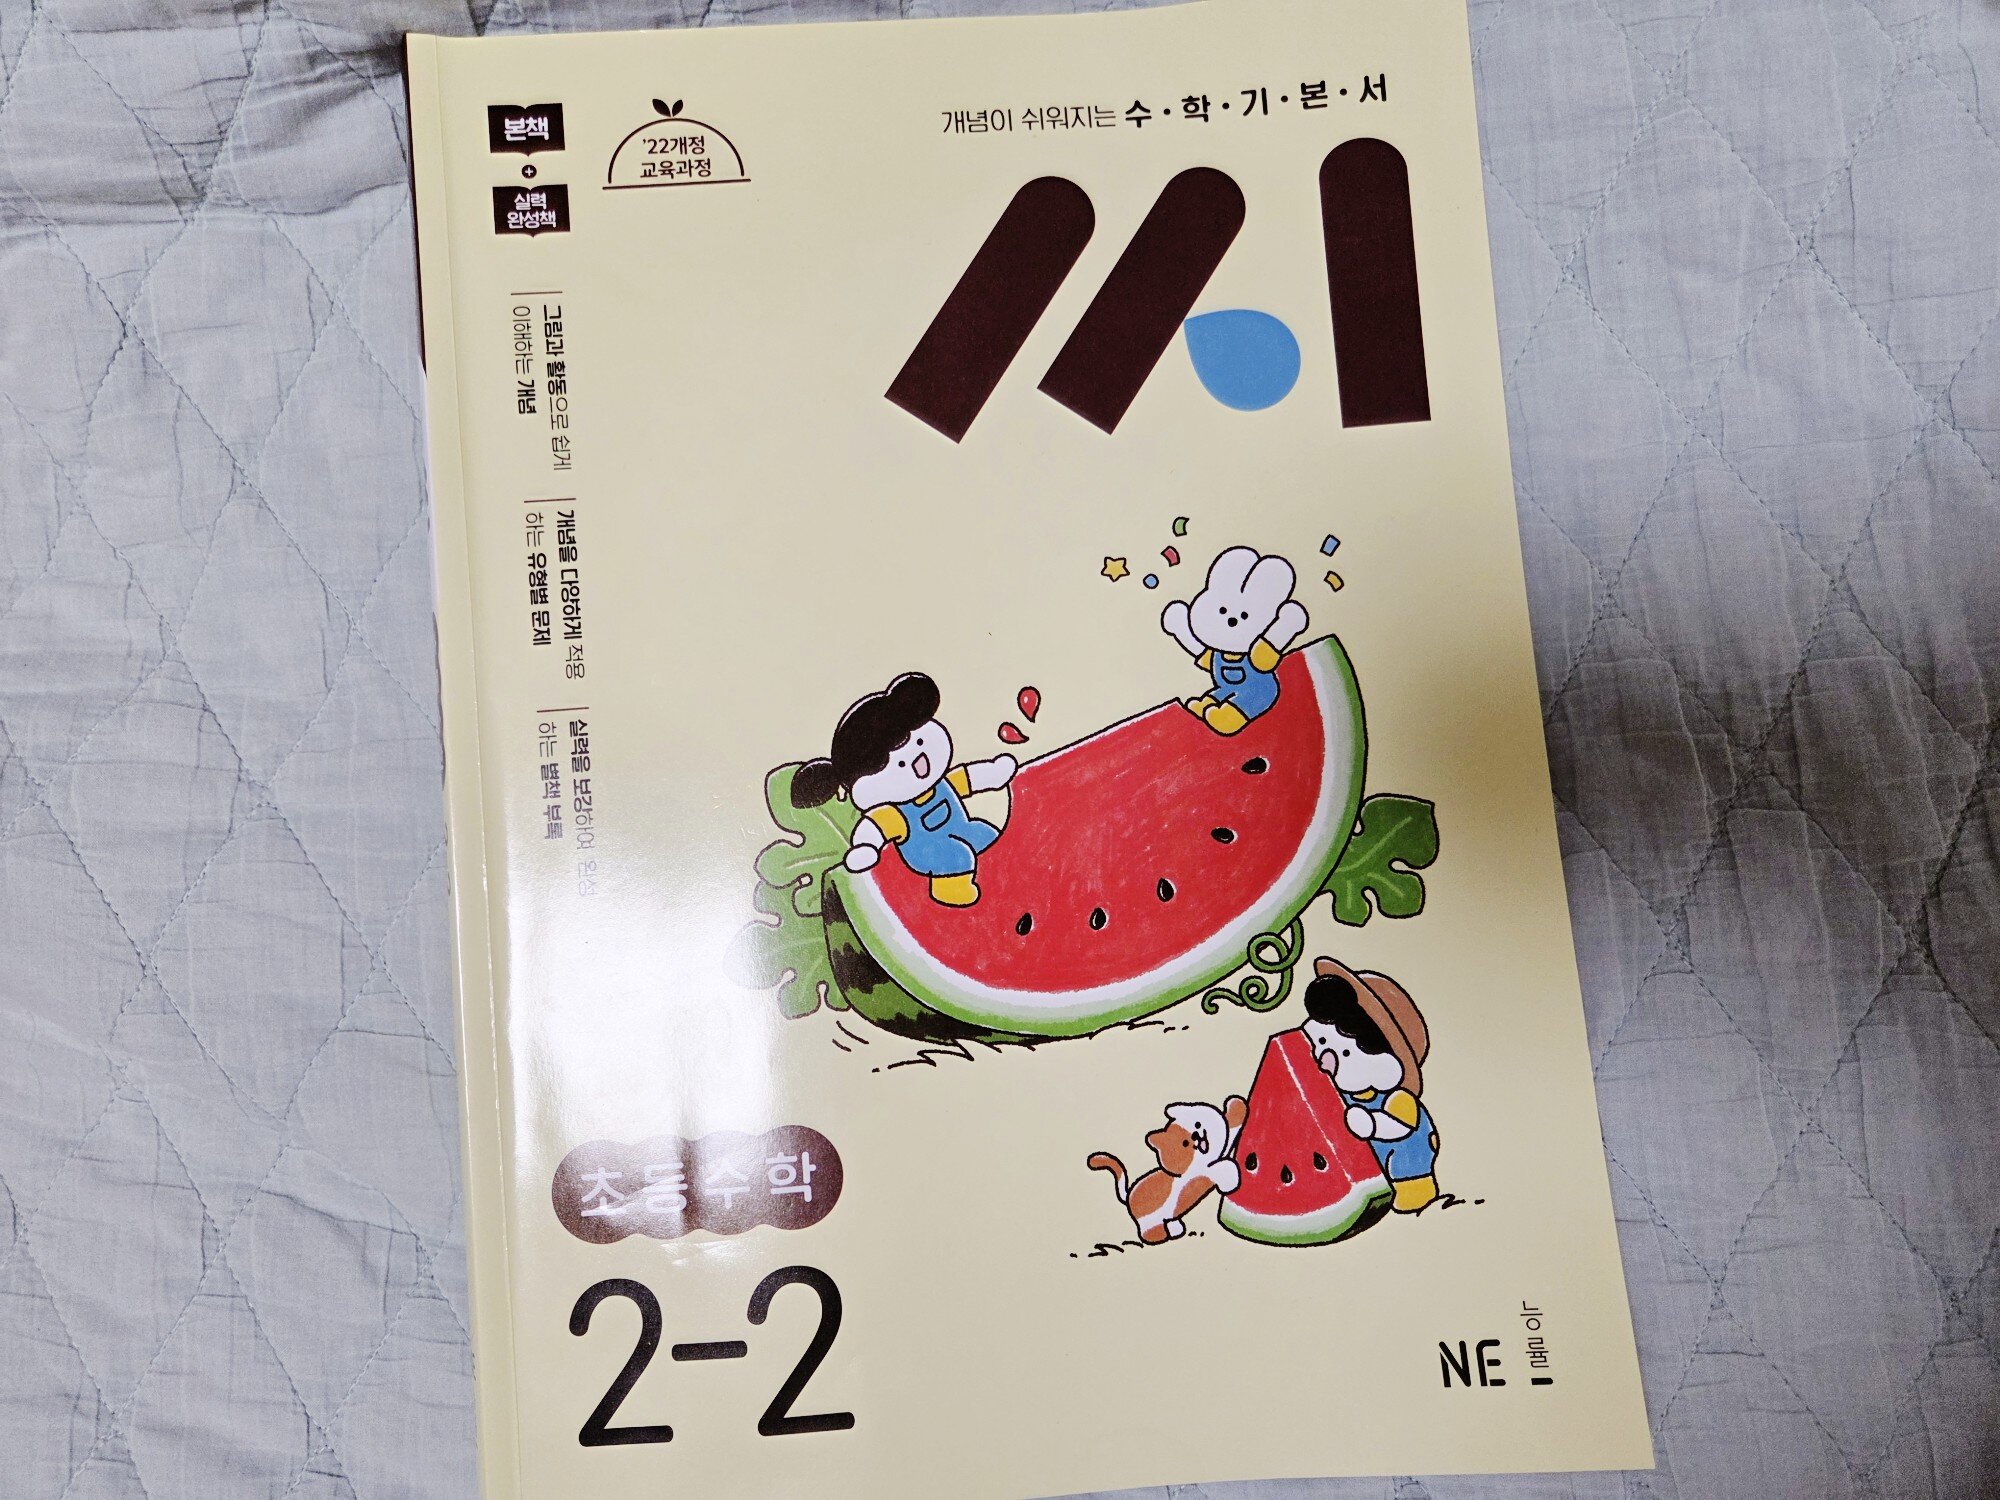 본책
+
실력
완성책
'22개정
교육과정
개념이 쉬워지는 수·학·기·본·서
씨
그림과 활동으로 쉽게
이해하는 개념
개념을 다양하게 적용
하는 유형별 문제
실력을 보강하여 완성
하는 별책 부록
초등수학
2-2
NE 능률